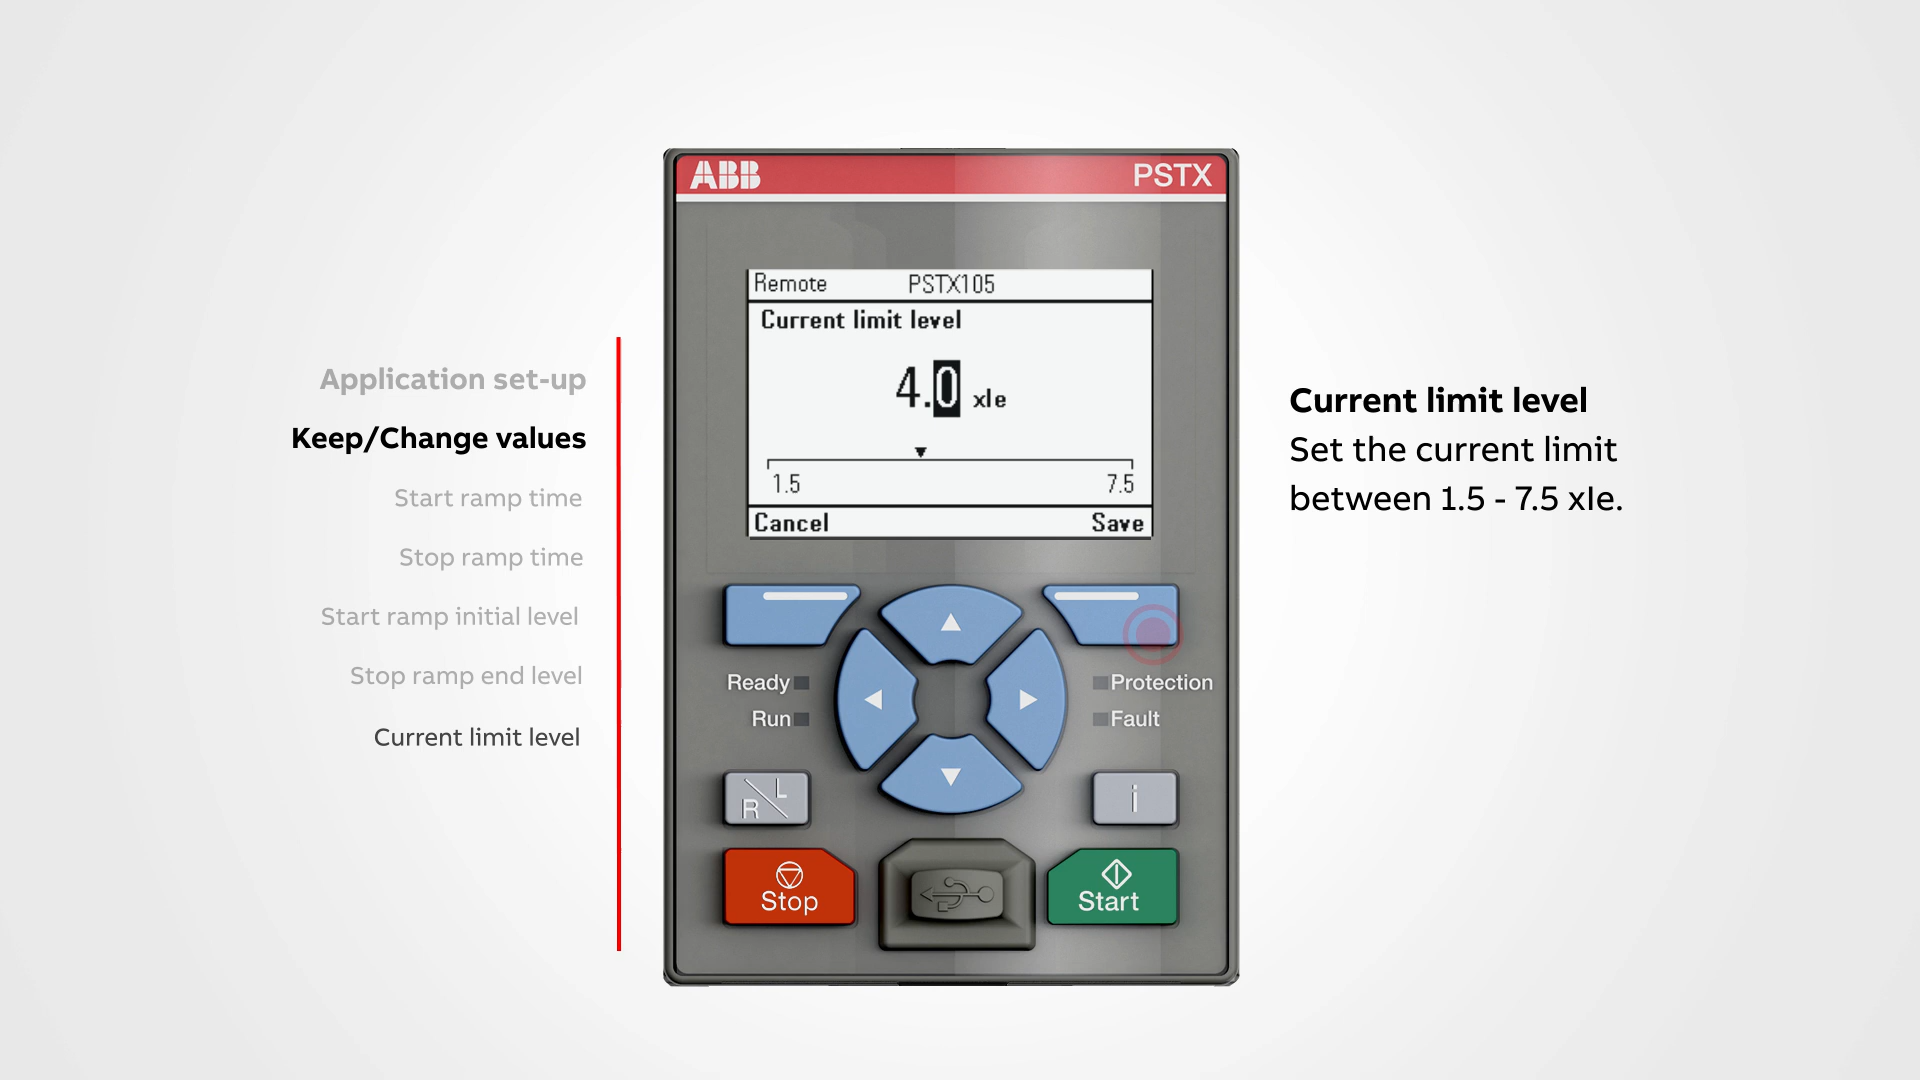 Application set-up
Keep/Change values
Start ramp time
Stop ramp time
Start ramp initial level
Stop ramp end level
Current limit level
ABB
PSTX
Remote PSTX105
Current limit level
4.0 xIe
1.5 7.5
Cancel Save
Ready
Run
Protection
Fault
R L
i
Stop
Start
Current limit level
Set the current limit
between 1.5 - 7.5 xIe.